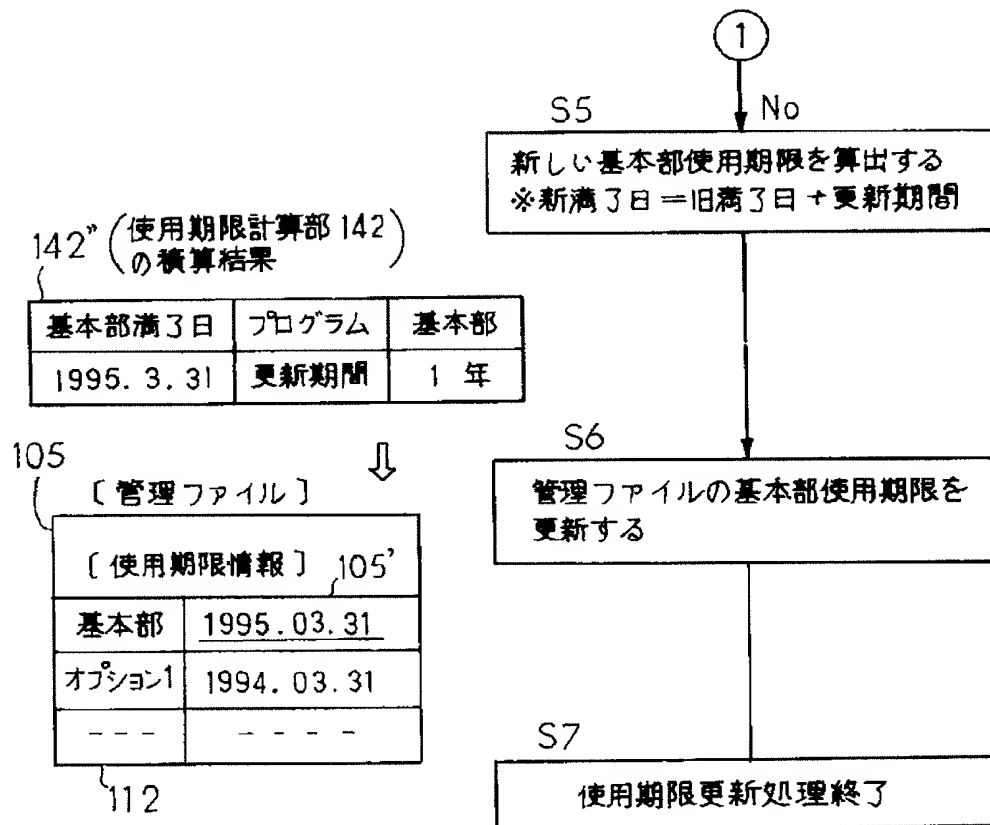 1
No
S5
新しい基本部使用期限を算出する
※新満了日＝旧満了日＋更新期間
142" (使用期限計算部142
の積算結果)
基本部満了日 プログラム 基本部
1995.3.31 更新期間 1年
S6
管理ファイルの基本部使用期限を
更新する
105
〔管理ファイル〕
〔使用期限情報〕 105'
基本部 1995.03.31
オプション1 1994.03.31
--- ----
112
S7
使用期限更新処理終了